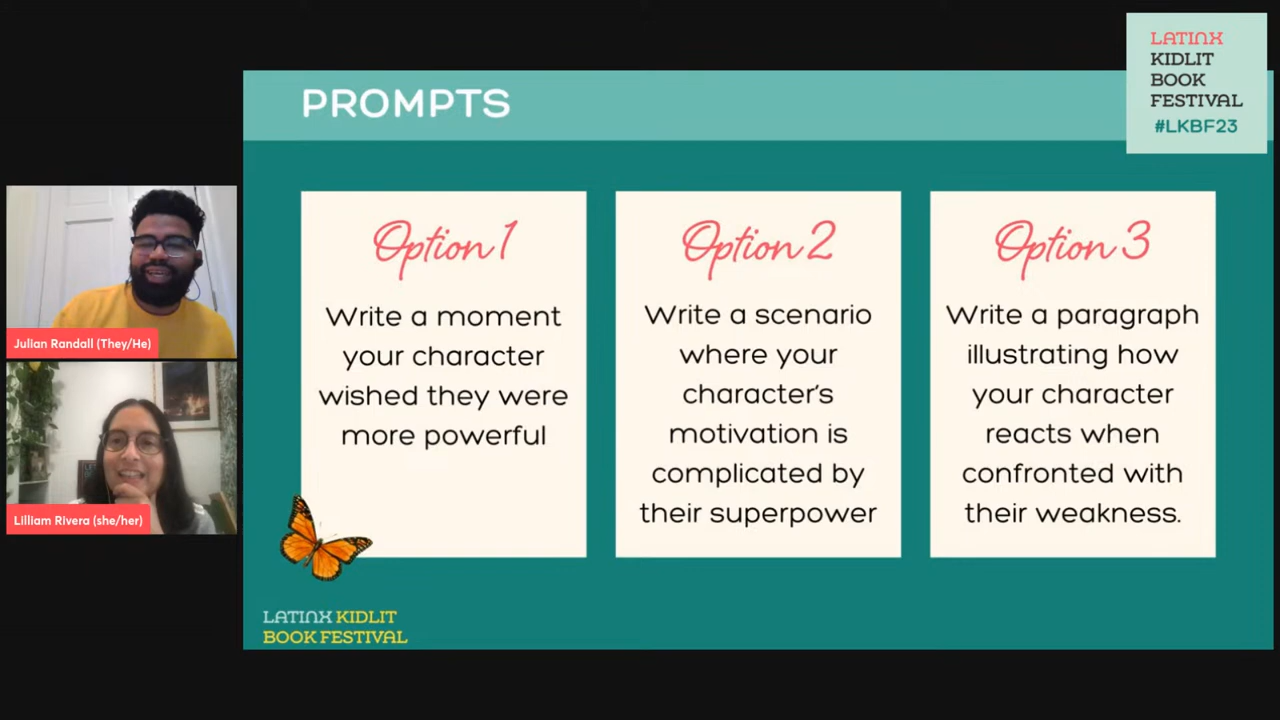 LATINX
KIDLIT
BOOK
FESTIVAL
#LKBF23
PROMPTS
Option 1
Write a moment
your character
wished they were
more powerful
Option 2
Write a scenario
where your
character's
motivation is
complicated by
their superpower
Option 3
Write a paragraph
illustrating how
your character
reacts when
confronted with
their weakness.
Julian Randall (They/He)
Lilliam Rivera (she/her)
LATINX KIDLIT
BOOK FESTIVAL